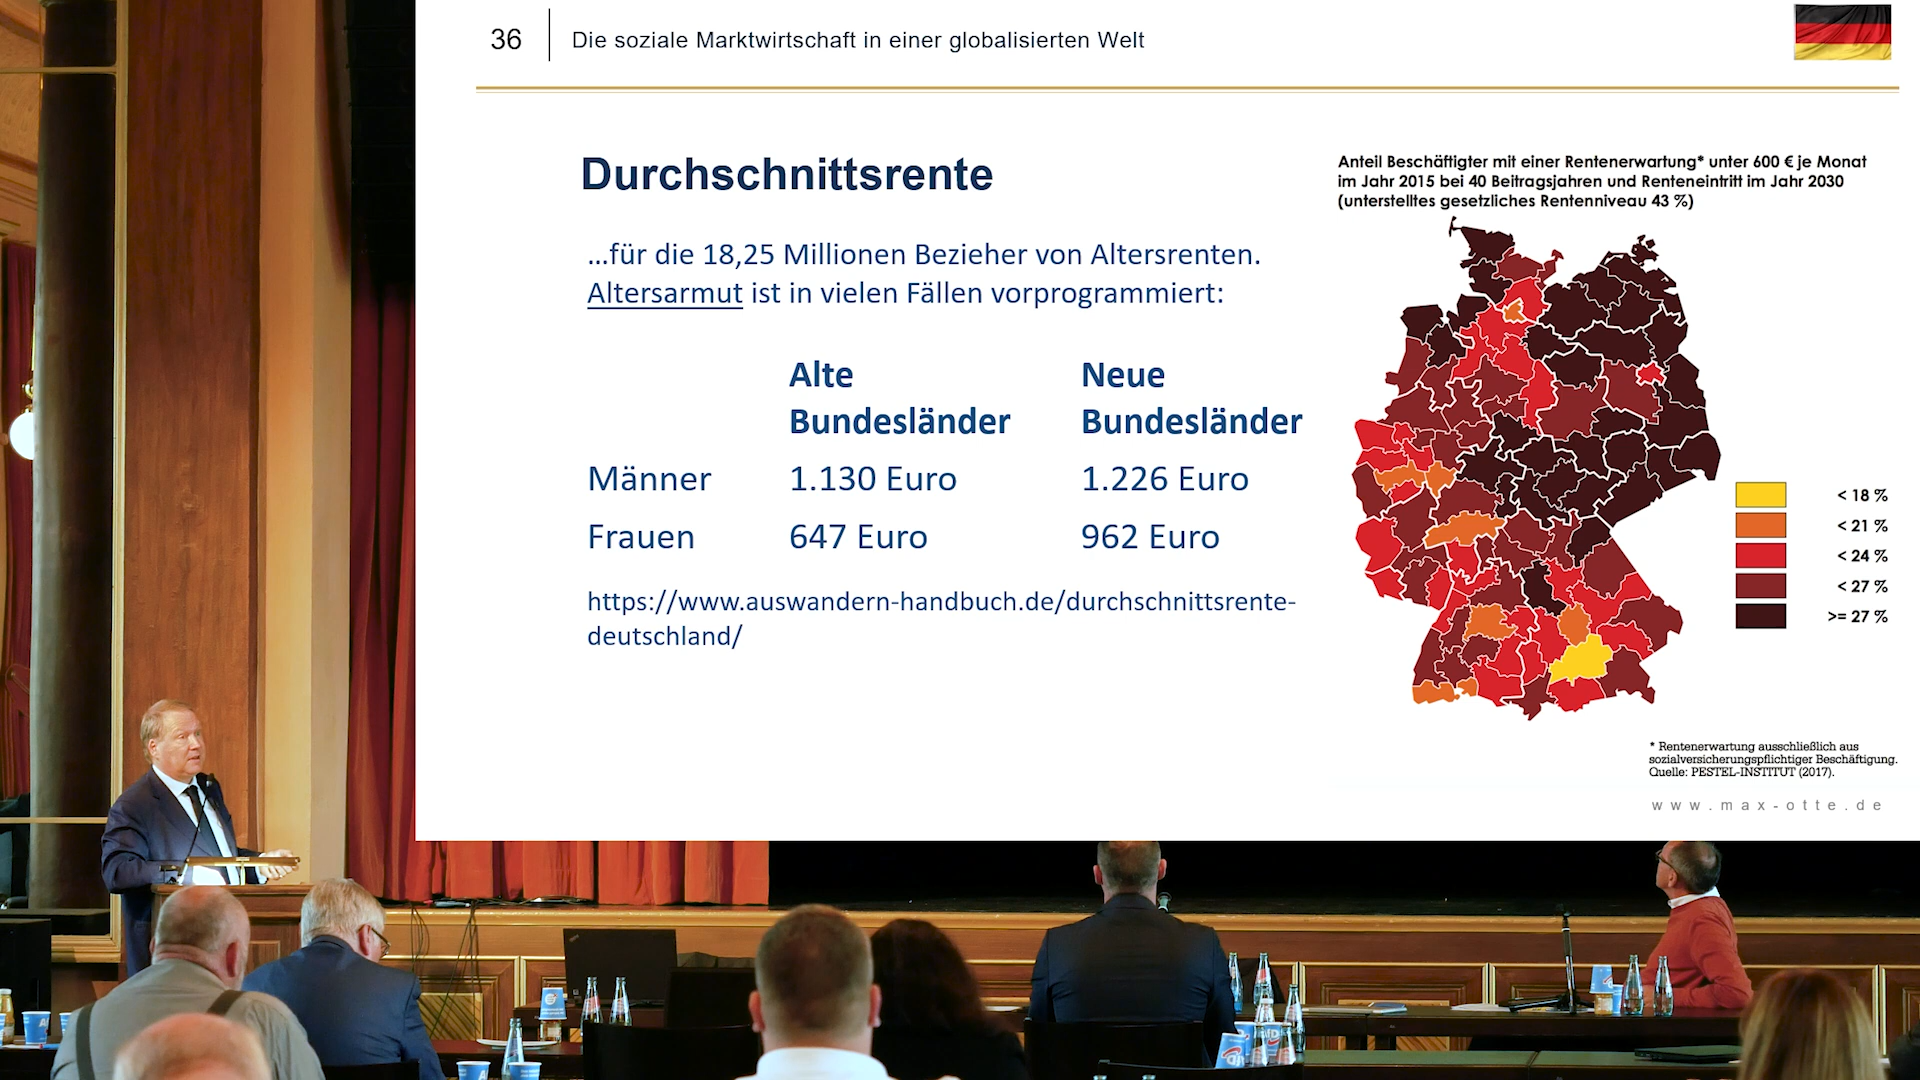 36
Die soziale Marktwirtschaft in einer globalisierten Welt
Durchschnittsrente
...für die 18,25 Millionen Bezieher von Altersrenten.
Altersarmut ist in vielen Fällen vorprogrammiert:
Alte Bundesländer
Neue Bundesländer
Männer 1.130 Euro 1.226 Euro
Frauen 647 Euro 962 Euro
https://www.auswandern-handbuch.de/durchschnittsrente-
deutschland/
Anteil Beschäftigter mit einer Rentenerwartung* unter 600 € je Monat
im Jahr 2015 bei 40 Beitragsjahren und Renteneintritt im Jahr 2030
(unterstelltes gesetzliches Rentenniveau 43 %)
< 18 %
< 21 %
< 24 %
< 27 %
>= 27 %
* Rentenerwartung ausschließlich aus
sozialversicherungspflichtiger Beschäftigung.
Quelle: PESTEL-INSTITUT (2017).
www.max-otte.de